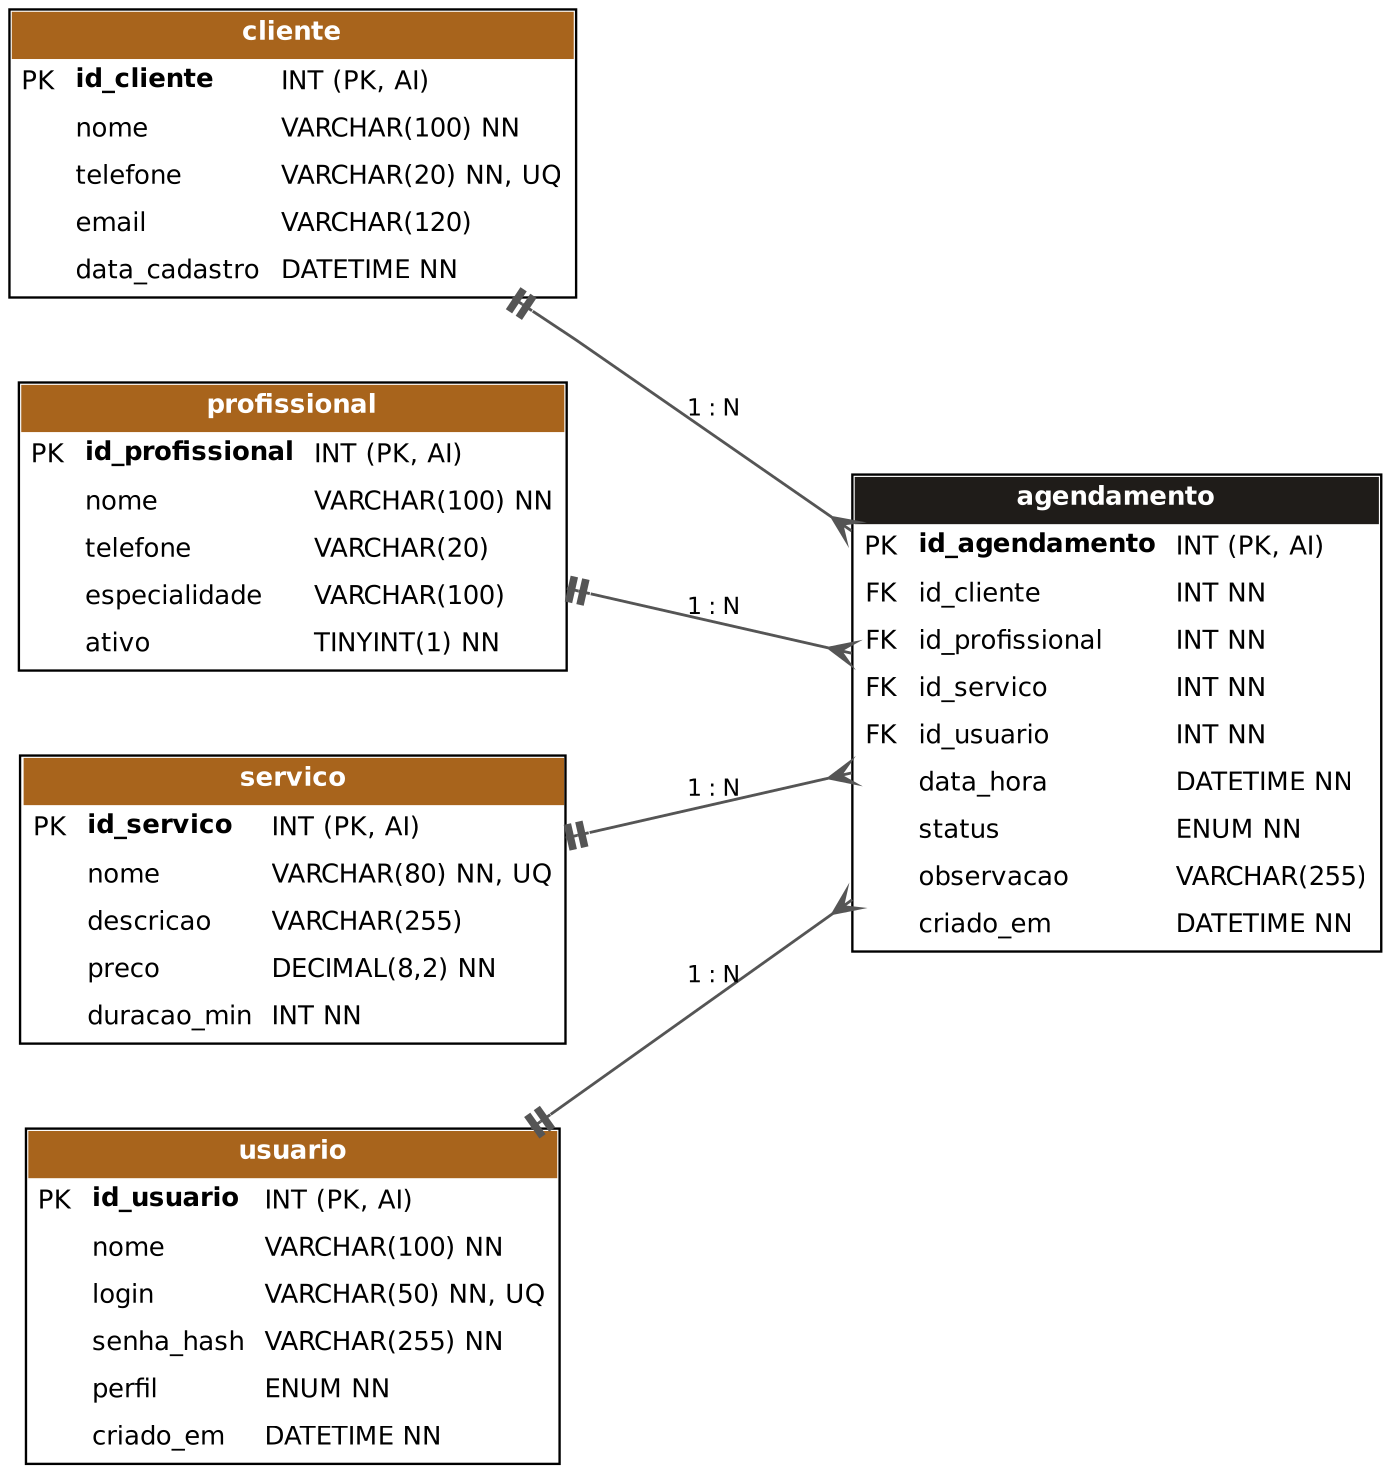 cliente
PK id_cliente INT (PK, AI)
nome VARCHAR(100) NN
telefone VARCHAR(20) NN, UQ
email VARCHAR(120)
data_cadastro DATETIME NN
1 : N
profissional
PK id_profissional INT (PK, AI)
nome VARCHAR(100) NN
telefone VARCHAR(20)
especialidade VARCHAR(100)
ativo TINYINT(1) NN
1 : N
servico
PK id_servico INT (PK, AI)
nome VARCHAR(80) NN, UQ
descricao VARCHAR(255)
preco DECIMAL(8,2) NN
duracao_min INT NN
1 : N
usuario
PK id_usuario INT (PK, AI)
nome VARCHAR(100) NN
login VARCHAR(50) NN, UQ
senha_hash VARCHAR(255) NN
perfil ENUM NN
criado_em DATETIME NN
1 : N
agendamento
PK id_agendamento INT (PK, AI)
FK id_cliente INT NN
FK id_profissional INT NN
FK id_servico INT NN
FK id_usuario INT NN
data_hora DATETIME NN
status ENUM NN
observacao VARCHAR(255)
criado_em DATETIME NN